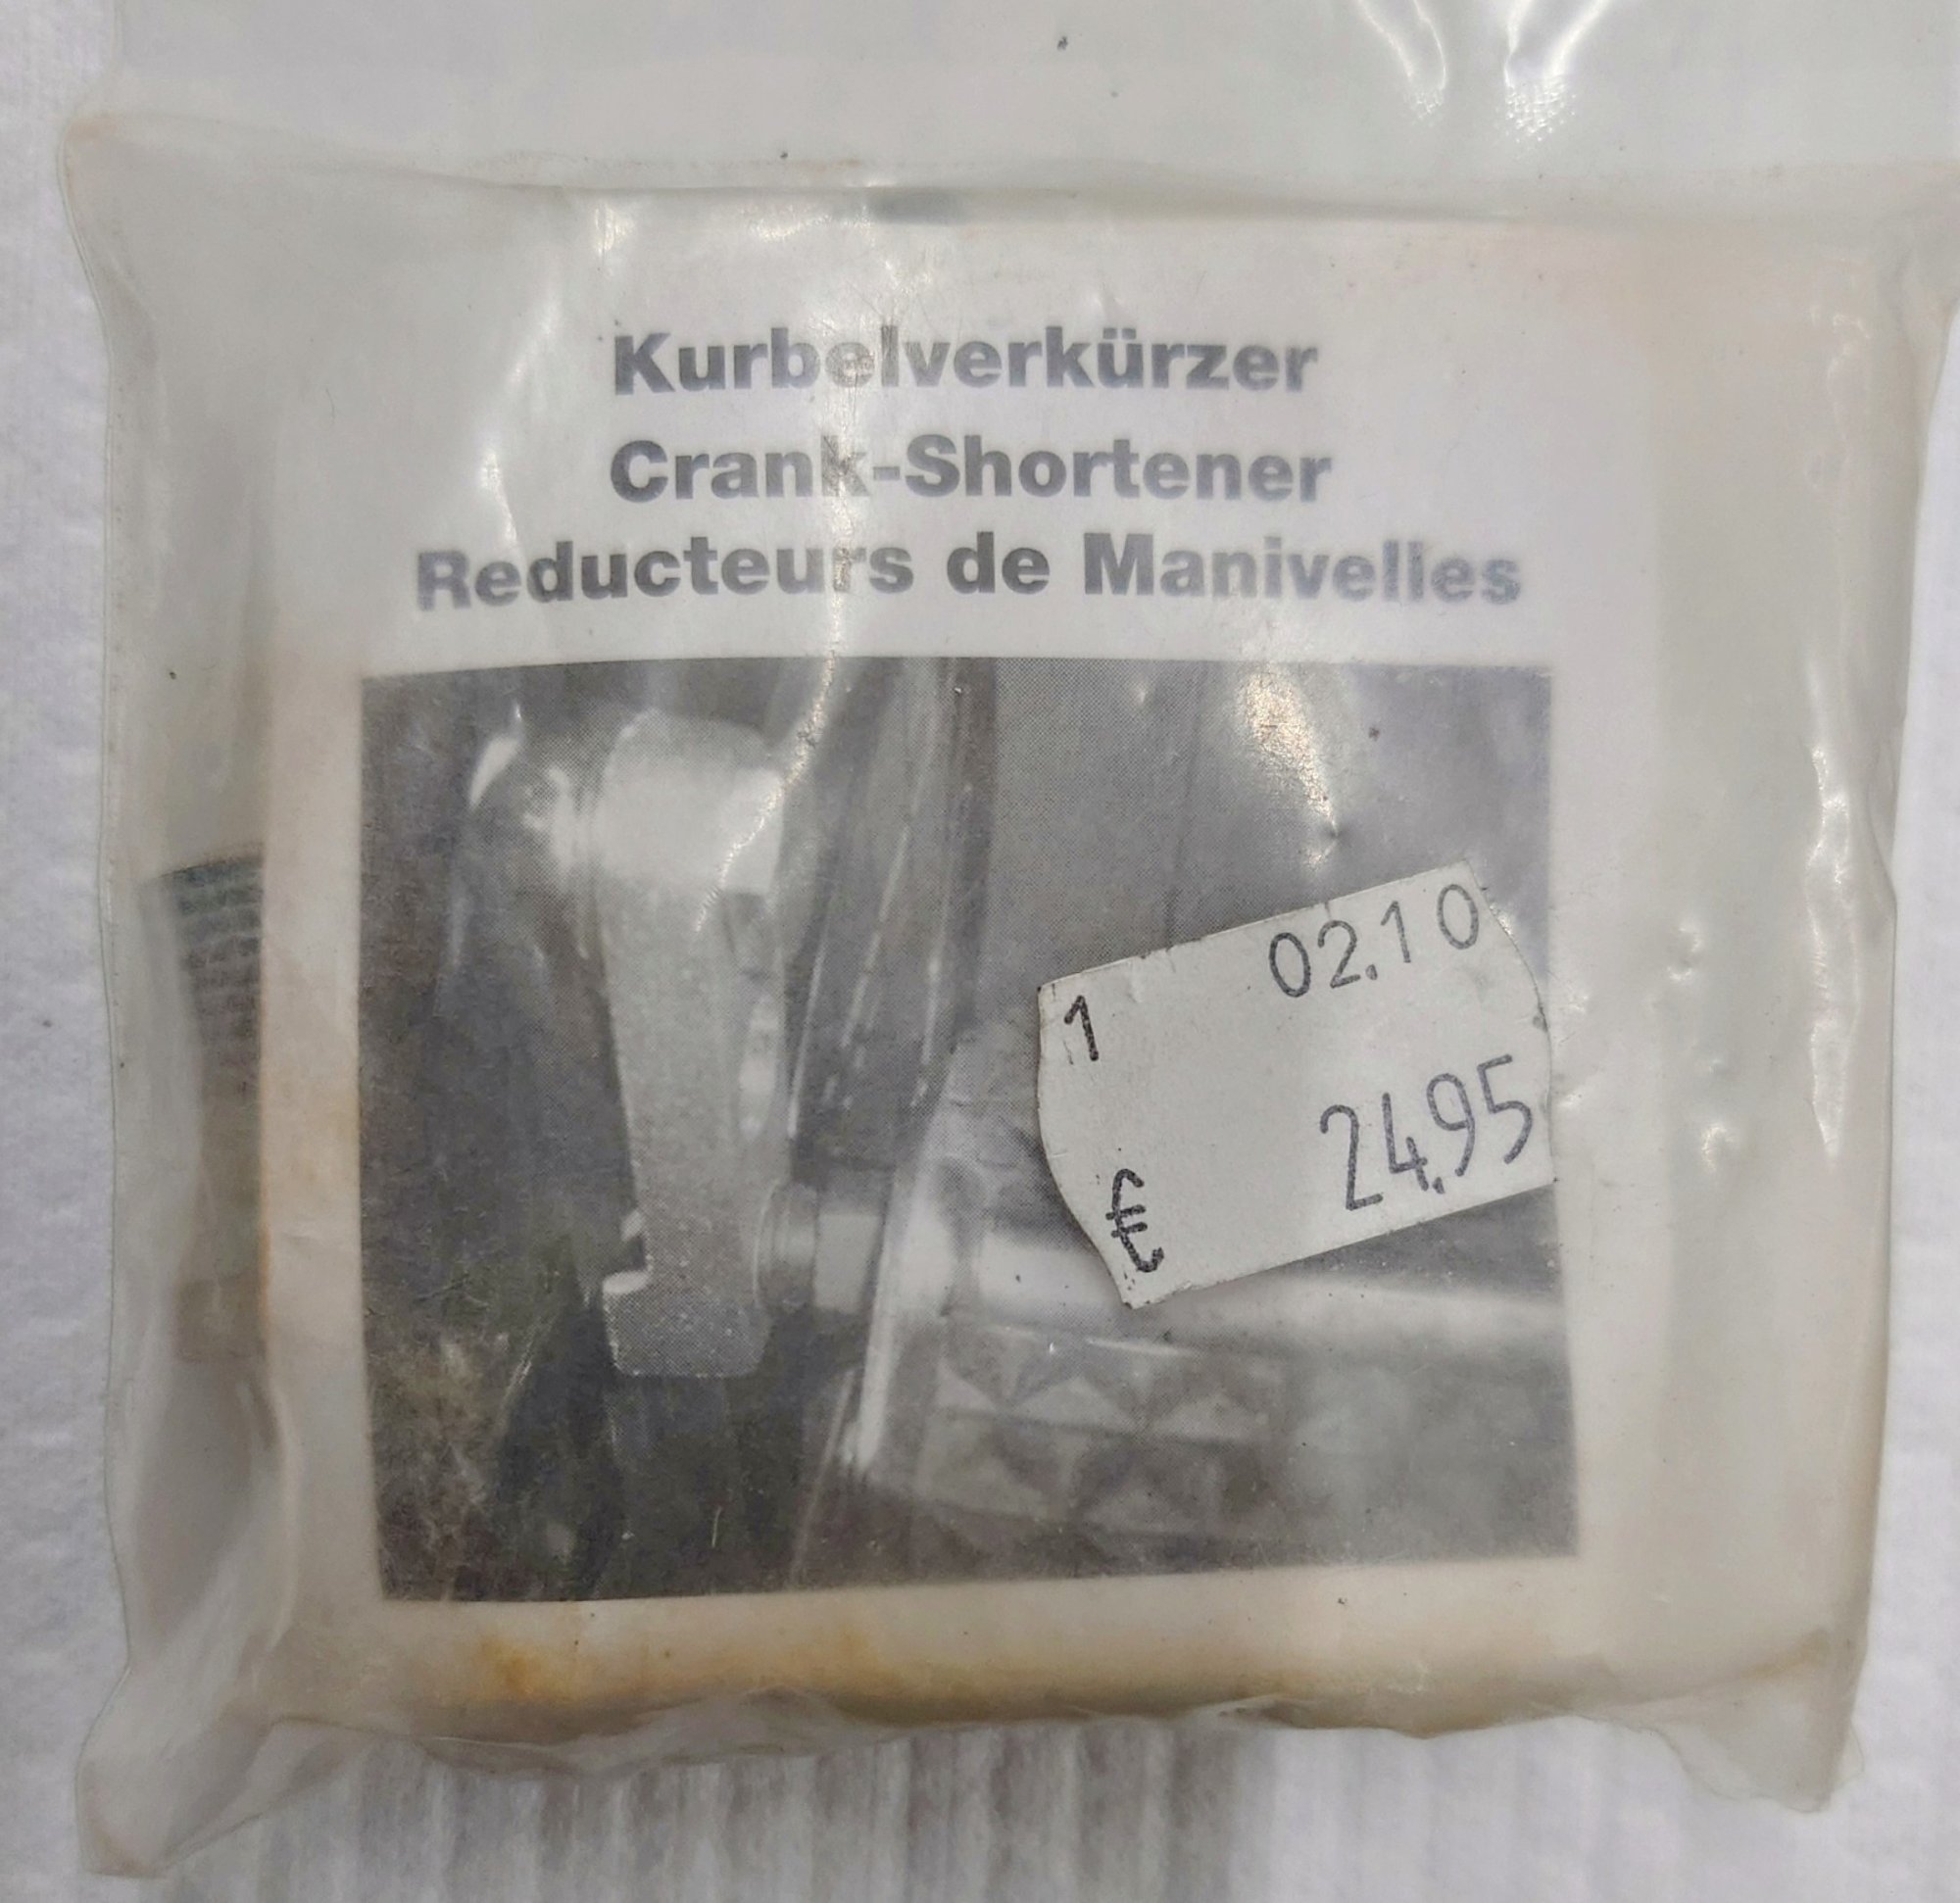 Kurbelverkürzer
Crank-Shortener
Reducteurs de Manivelles
1 02.10
€ 24.95